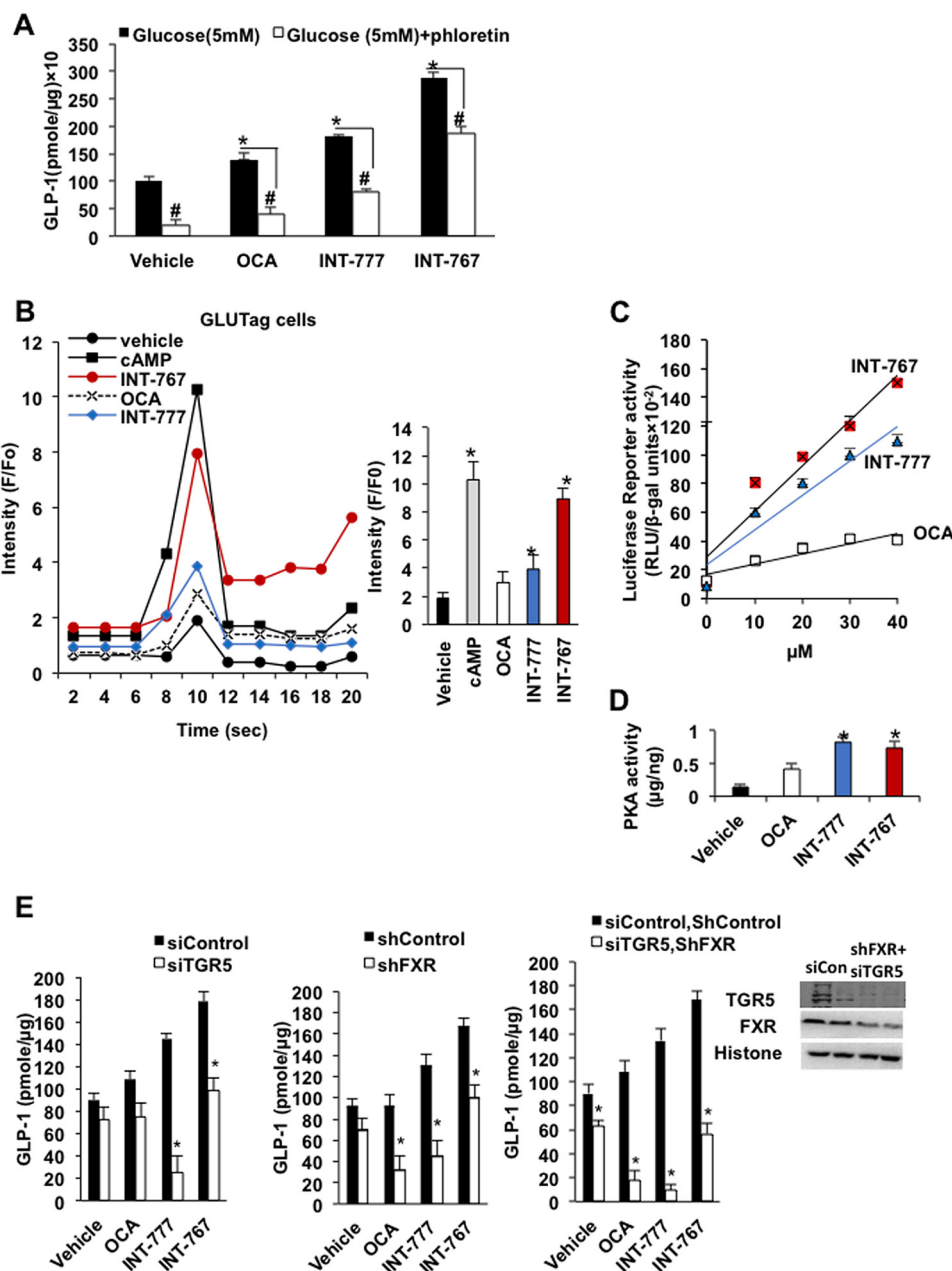 A
Glucose(5mM) Glucose (5mM)+phloretin
GLP-1(pmole/µg)×10
350
300
250
200
150
100
50
0
* * *
# # # #
Vehicle OCA INT-777 INT-767
B
GLUTag cells
vehicle
cAMP
INT-767
OCA
INT-777
Intensity (F/Fo)
12
10
8
6
4
2
0
2 4 6 8 10 12 14 16 18 20
Time (sec)
Intensity (F/F0)
14
12
10
8
6
4
2
0
* * *
Vehicle cAMP OCA INT-777 INT-767
C
Luciferase Reporter activity
(RLU/β-gal units×10⁻²)
180
160
140
120
100
80
60
40
20
0
INT-767
INT-777
OCA
0 10 20 30 40
µM
D
PKA activity
(µg/ng)
1
0.5
0
* *
Vehicle OCA INT-777 INT-767
E
siControl
siTGR5
GLP-1 (pmole/µg)
200
180
160
140
120
100
80
60
40
20
0
* *
Vehicle OCA INT-777 INT-767
shControl
shFXR
GLP-1 (pmole/µg)
200
180
160
140
120
100
80
60
40
20
0
* * *
Vehicle OCA INT-777 INT-767
siControl,ShControl
siTGR5,ShFXR
GLP-1 (pmole/µg)
200
180
160
140
120
100
80
60
40
20
0
* * * *
Vehicle OCA INT-777 INT-767
shFXR+
siCon siTGR5
TGR5
FXR
Histone